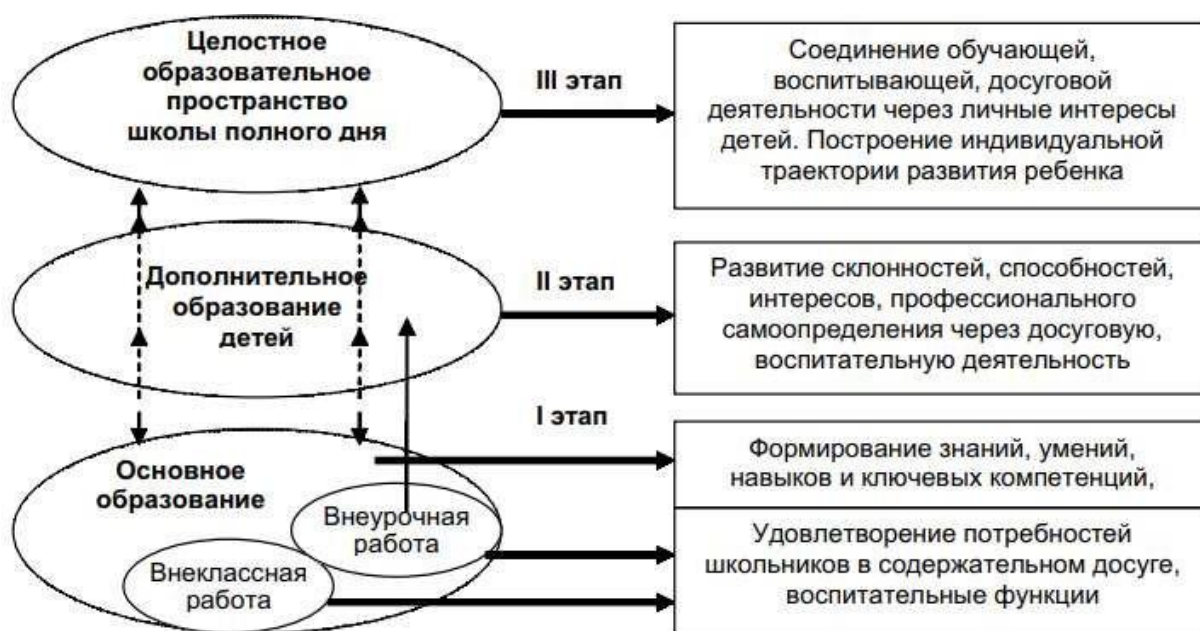 Целостное
образовательное
пространство
школы полного дня
III этап
Соединение обучающей,
воспитывающей, досуговой
деятельности через личные интересы
детей. Построение индивидуальной
траектории развития ребенка
Дополнительное
образование
детей
II этап
Развитие склонностей, способностей,
интересов, профессионального
самоопределения через досуговую,
воспитательную деятельность
I этап
Основное
образование
Формирование знаний, умений,
навыков и ключевых компетенций,
Внеурочная
работа
Внеклассная
работа
Удовлетворение потребностей
школьников в содержательном досуге,
воспитательные функции